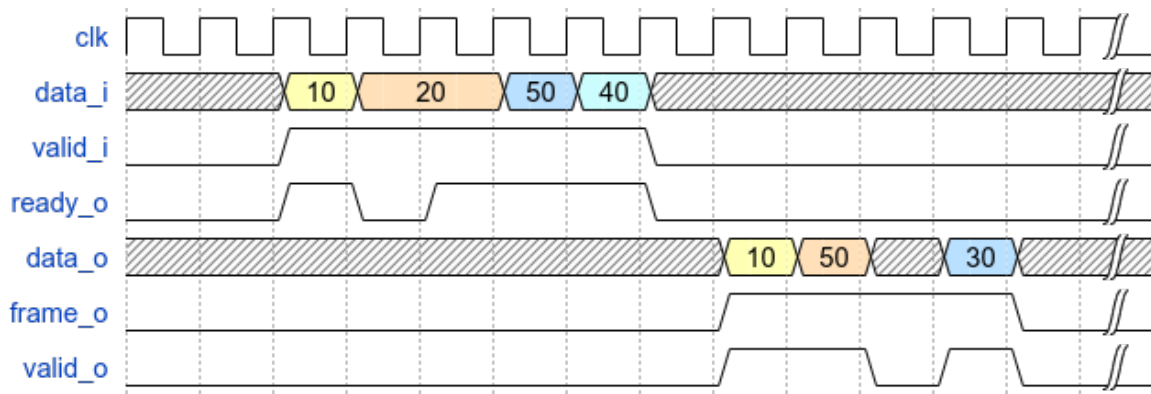 clk
data_i 10 20 50 40
valid_i
ready_o
data_o 10 50 30
frame_o
valid_o